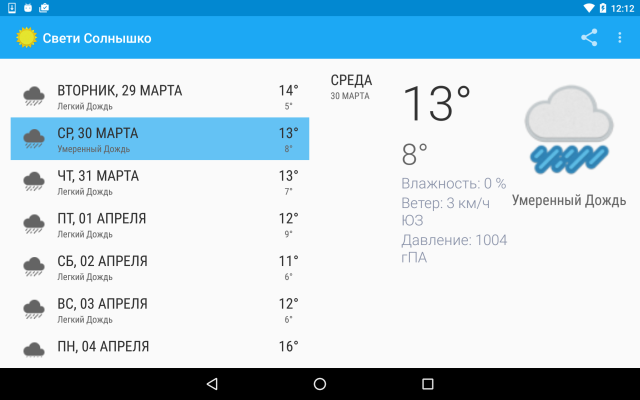 12:12
Свети Солнышко
ВТОРНИК, 29 МАРТА
14°
Легкий Дождь
5°
СР, 30 МАРТА
13°
Умеренный Дождь
8°
ЧТ, 31 МАРТА
13°
Легкий Дождь
7°
ПТ, 01 АПРЕЛЯ
12°
Легкий Дождь
9°
СБ, 02 АПРЕЛЯ
11°
Легкий Дождь
6°
ВС, 03 АПРЕЛЯ
12°
Легкий Дождь
6°
ПН, 04 АПРЕЛЯ
16°
СРЕДА
30 МАРТА
13°
8°
Влажность: 0 %
Ветер: 3 км/ч
ЮЗ
Давление: 1004
гПА
Умеренный Дождь